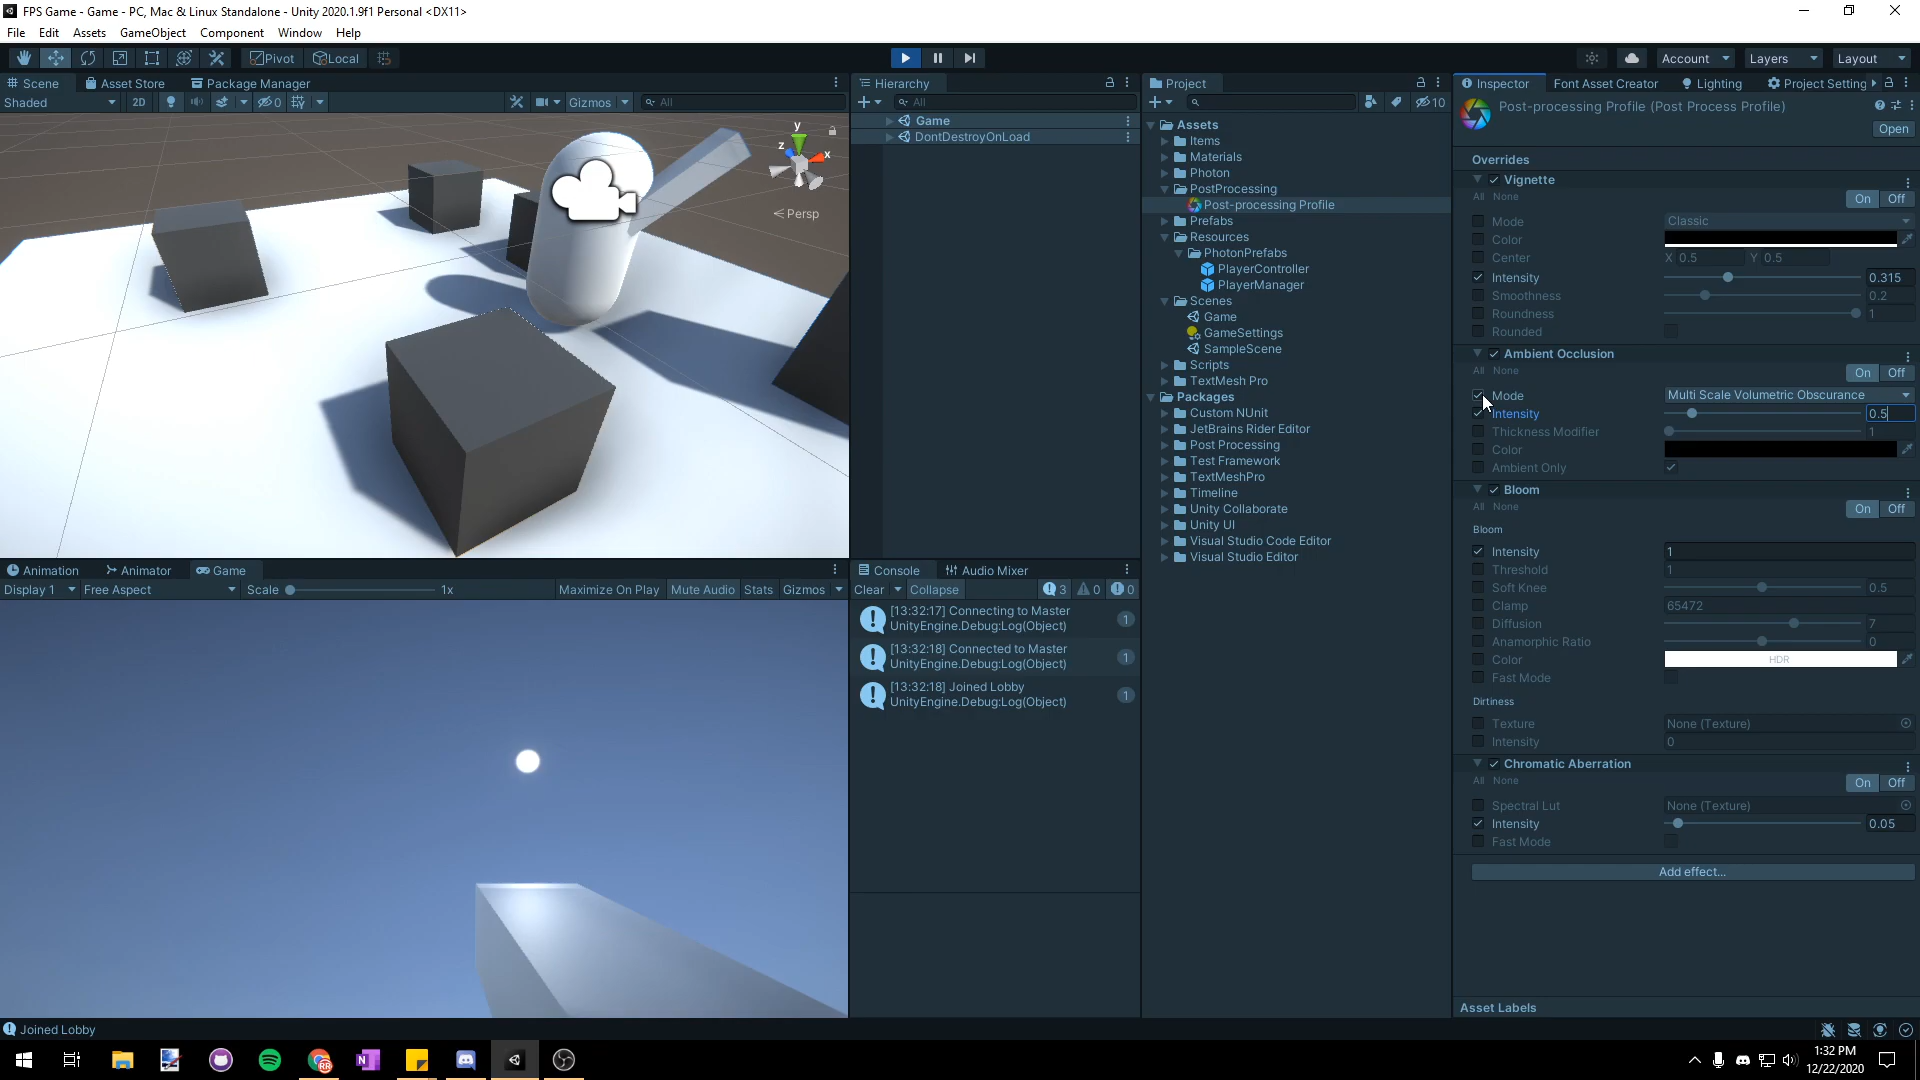 FPS Game - Game - PC, Mac & Linux Standalone - Unity 2020.1.9f1 Personal <DX11>
File Edit Assets GameObject Component Window Help
Pivot Local Account Layers Layout
Scene Asset Store Package Manager
Shaded 2D 0 Gizmos All
y
z
x
Persp
Animation Animator Game
Display 1 Free Aspect Scale 1x Maximize On Play Mute Audio Stats Gizmos
Hierarchy
All
Game
DontDestroyOnLoad
Console Audio Mixer
Clear Collapse 3 0 0
[13:32:17] Connecting to Master
UnityEngine.Debug:Log(Object)
1
[13:32:18] Connected to Master
UnityEngine.Debug:Log(Object)
1
[13:32:18] Joined Lobby
UnityEngine.Debug:Log(Object)
1
Project
10
Assets
Items
Materials
Photon
PostProcessing
Post-processing Profile
Prefabs
Resources
PhotonPrefabs
PlayerController
PlayerManager
Scenes
Game
GameSettings
SampleScene
Scripts
TextMesh Pro
Packages
Custom NUnit
JetBrains Rider Editor
Post Processing
Test Framework
TextMeshPro
Timeline
Unity Collaborate
Unity UI
Visual Studio Code Editor
Visual Studio Editor
Inspector Font Asset Creator Lighting Project Setting
Post-processing Profile (Post Process Profile)
Open
Overrides
Vignette
All None On Off
Mode Classic
Color
Center X 0.5 Y 0.5
Intensity 0.315
Smoothness 0.2
Roundness 1
Rounded
Ambient Occlusion
All None On Off
Mode Multi Scale Volumetric Obscurance
Intensity 0.5
Thickness Modifier 1
Color
Ambient Only
Bloom
All None On Off
Bloom
Intensity 1
Threshold 1
Soft Knee 0.5
Clamp 65472
Diffusion 7
Anamorphic Ratio 0
Color HDR
Fast Mode
Dirtiness
Texture None (Texture)
Intensity 0
Chromatic Aberration
All None On Off
Spectral Lut None (Texture)
Intensity 0.05
Fast Mode
Add effect...
Asset Labels
Joined Lobby
1:32 PM
12/22/2020